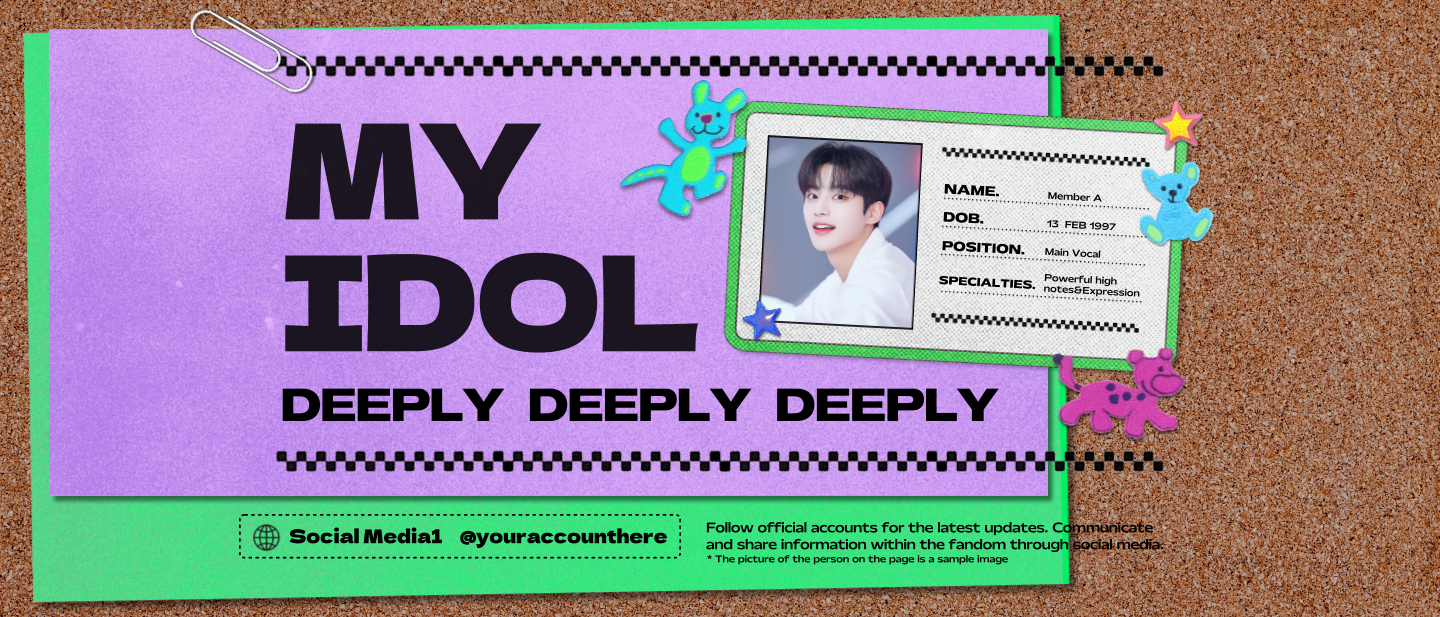 MY
IDOL
DEEPLY DEEPLY DEEPLY
NAME. Member A
DOB. 13 FEB 1997
POSITION. Main Vocal
SPECIALTIES. Powerful high
notes&Expression
Social Media1 @youraccounthere
Follow official accounts for the latest updates. Communicate
and share information within the fandom through social media.
* The picture of the person on the page is a sample image